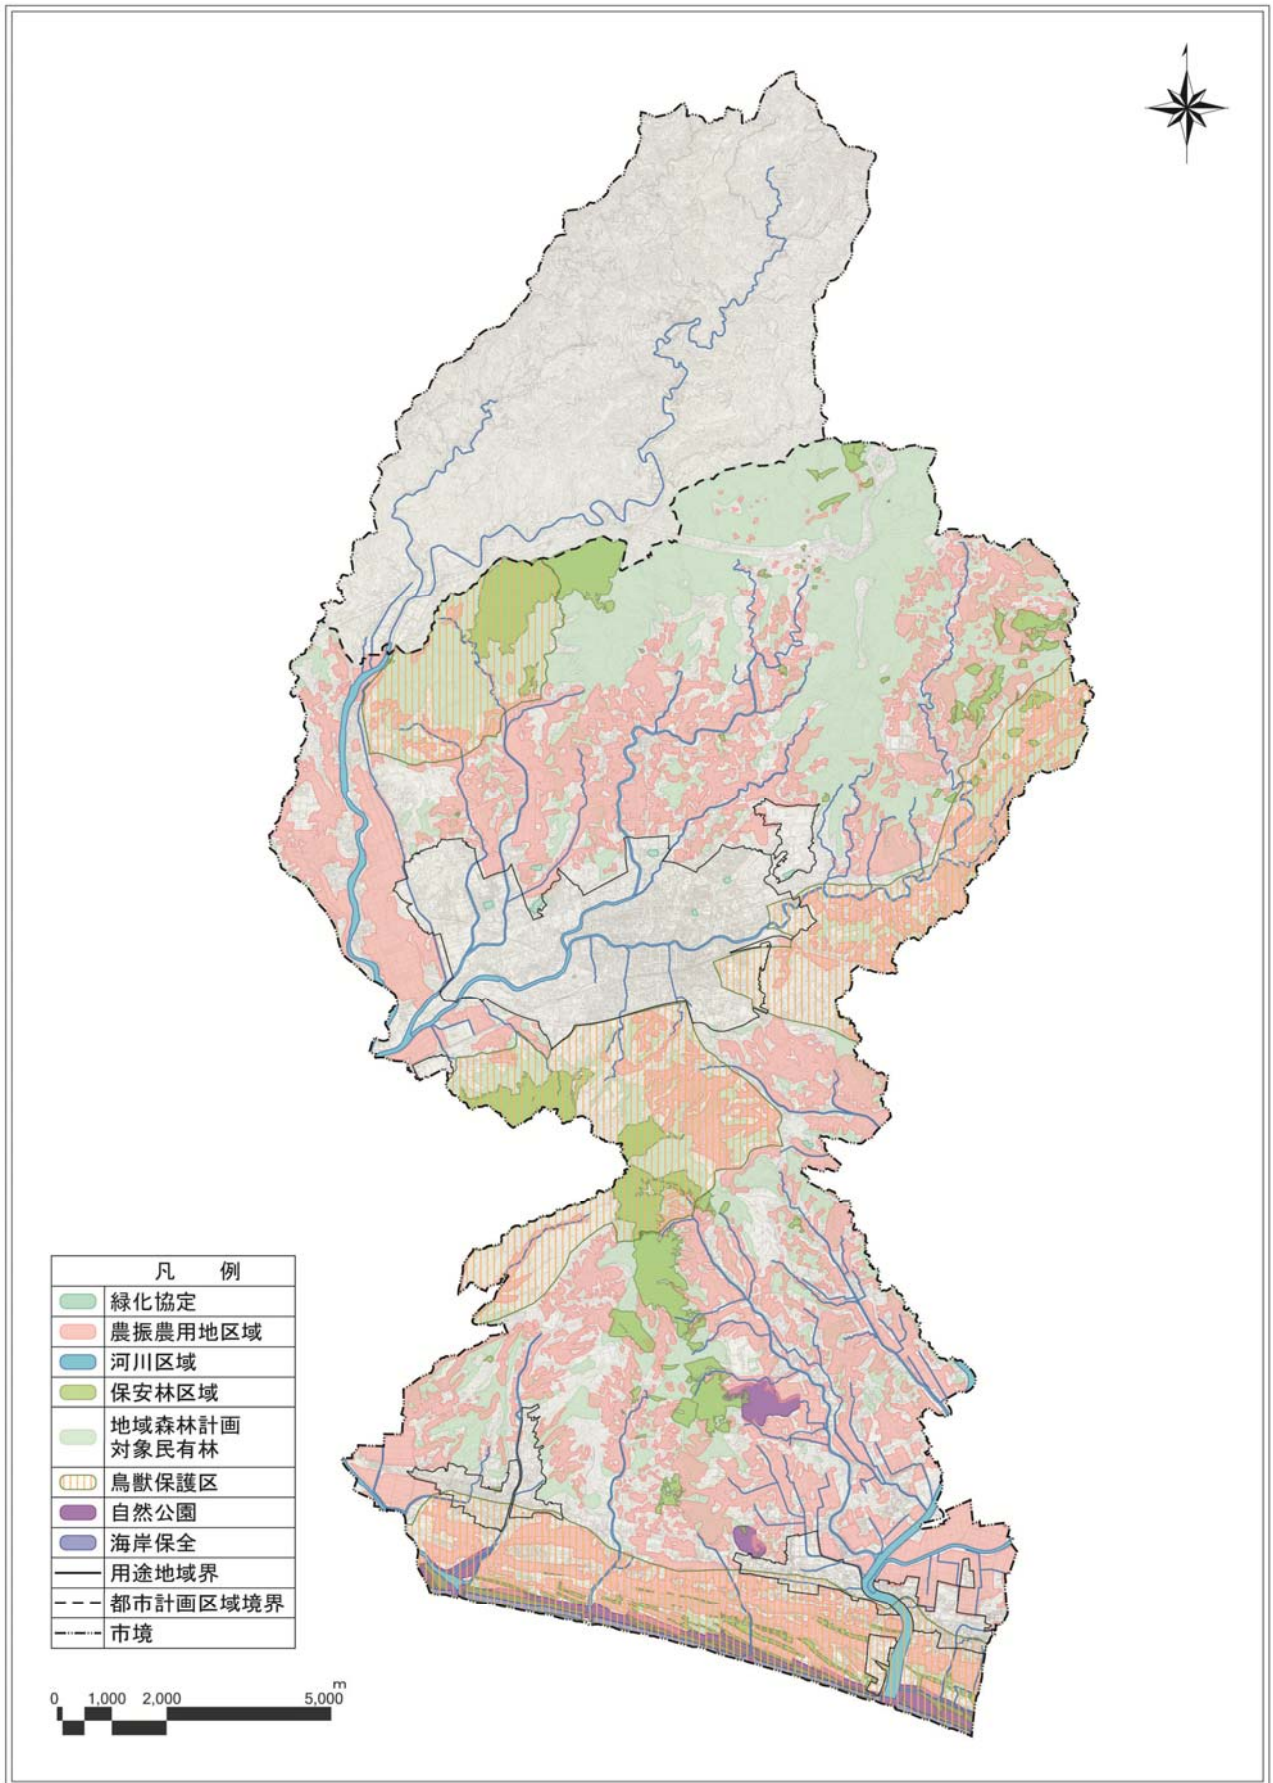 凡 例
緑化協定
農振農用地区域
河川区域
保安林区域
地域森林計画
対象民有林
鳥獣保護区
自然公園
海岸保全
用途地域界
都市計画区域境界
市境
0 1,000 2,000 5,000 m